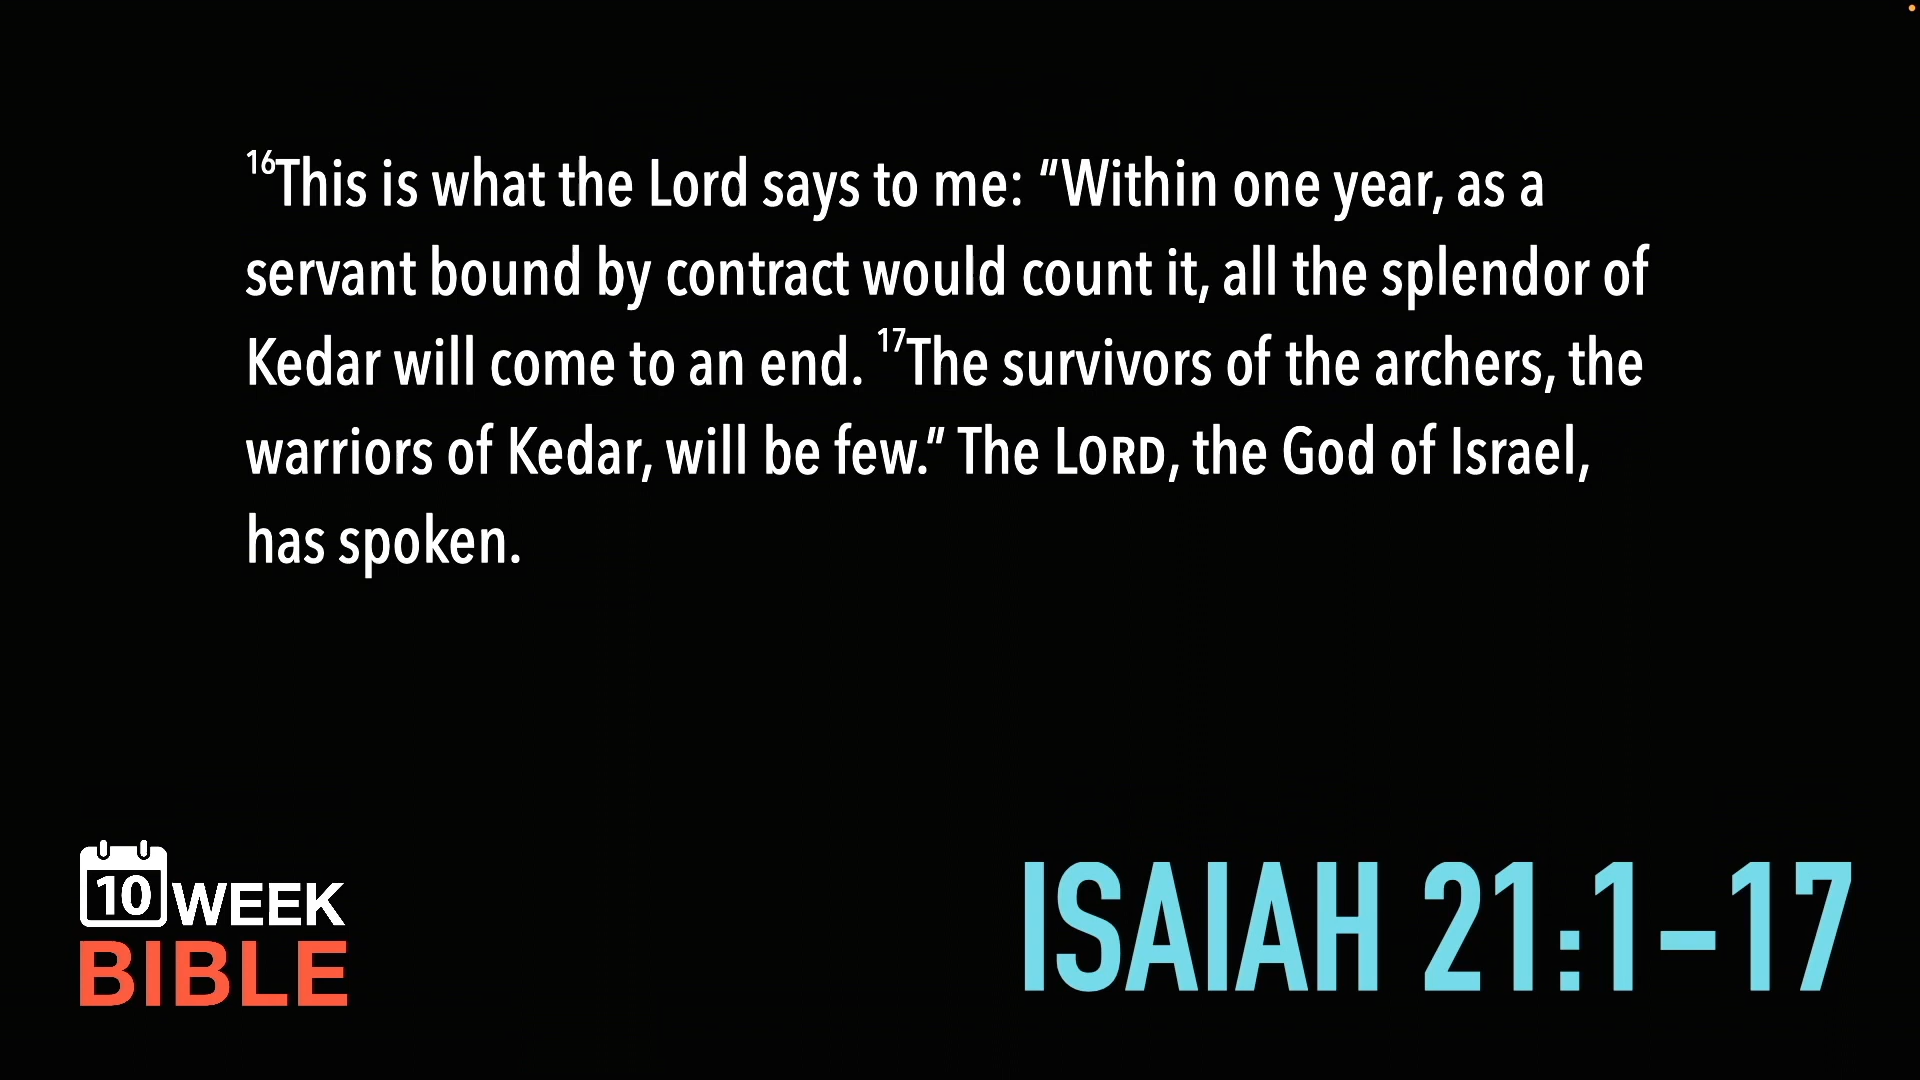 ¹⁶This is what the Lord says to me: “Within one year, as a
servant bound by contract would count it, all the splendor of
Kedar will come to an end. ¹⁷The survivors of the archers, the
warriors of Kedar, will be few.” The LORD, the God of Israel,
has spoken.
10 WEEK
BIBLE
ISAIAH 21:1–17